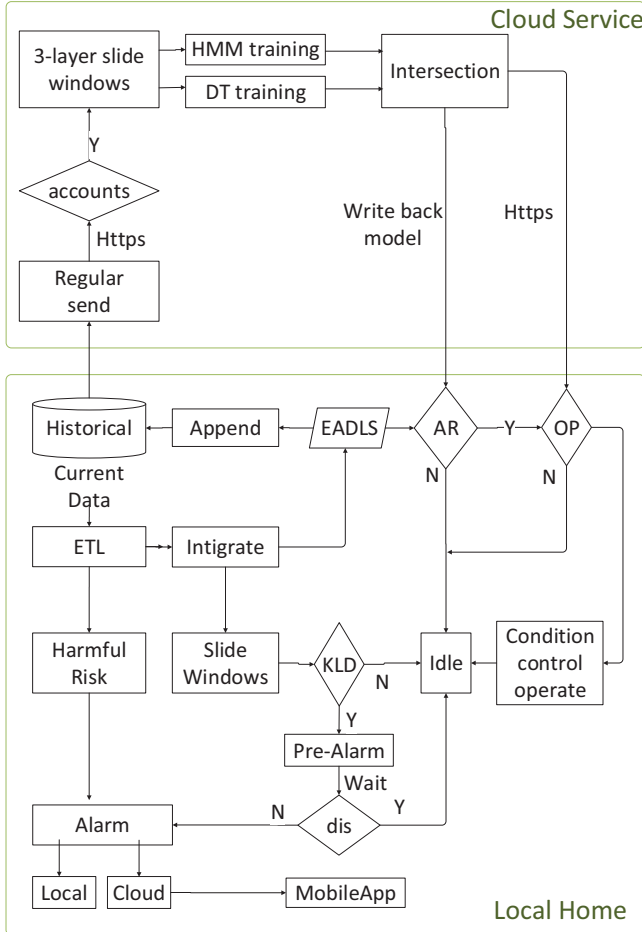 Cloud Service
3-layer slide
windows
HMM training
DT training
Intersection
Y
accounts
Https
Regular
send
Write back
model
Https
Historical
Append
EADLS
AR
Y
OP
N
N
Current
Data
ETL
Intigrate
Harmful
Risk
Slide
Windows
KLD
N
Idle
Condition
control
operate
Y
Pre-Alarm
Wait
N
dis
Y
Alarm
Local
Cloud
MobileApp
Local Home